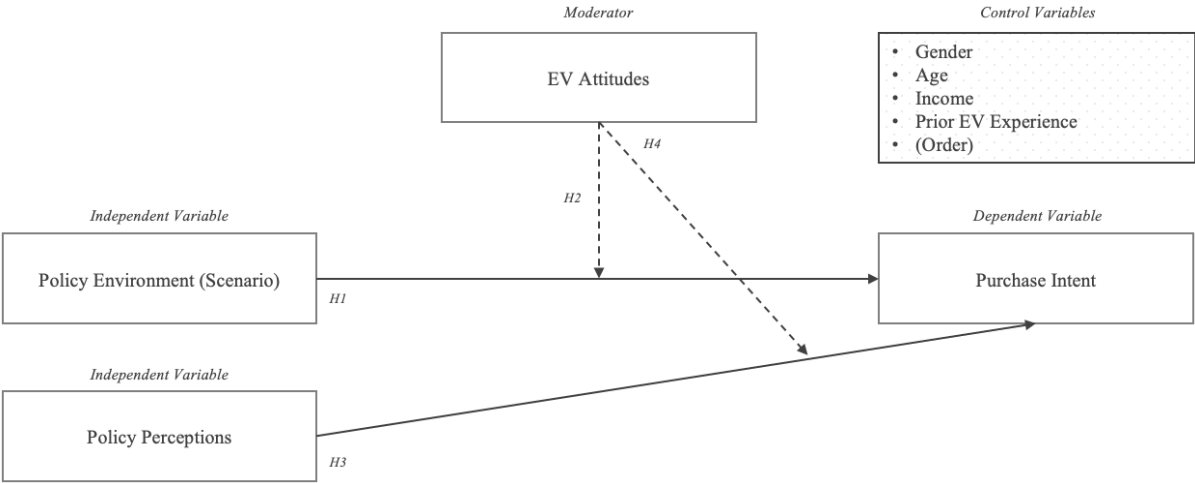 Moderator
Control Variables
EV Attitudes
• Gender
• Age
• Income
• Prior EV Experience
• (Order)
H4
H2
Independent Variable
Dependent Variable
Policy Environment (Scenario)
Purchase Intent
H1
Independent Variable
Policy Perceptions
H3